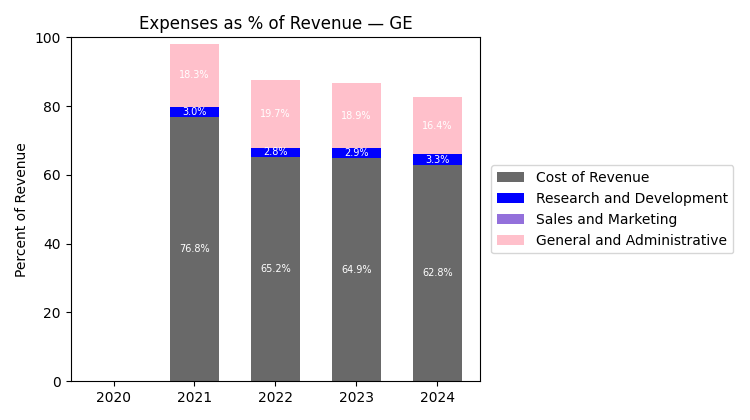 Expenses as % of Revenue — GE
Percent of Revenue
100
80
60
40
20
0
18.3%
3.0%
76.8%
19.7%
2.8%
65.2%
18.9%
2.9%
64.9%
16.4%
3.3%
62.8%
2020 2021 2022 2023 2024
Cost of Revenue
Research and Development
Sales and Marketing
General and Administrative